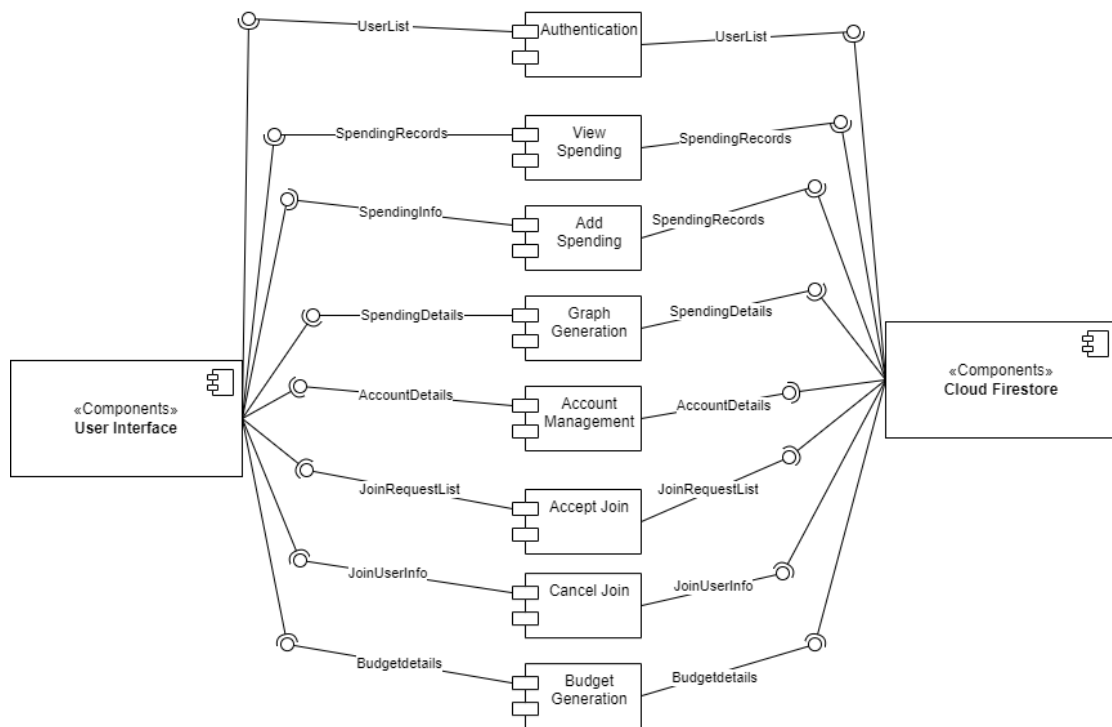 UserList
Authentication
UserList
SpendingRecords
View
Spending
SpendingRecords
SpendingInfo
Add
Spending
SpendingRecords
SpendingDetails
Graph
Generation
SpendingDetails
«Components»
User Interface
AccountDetails
Account
Management
AccountDetails
«Components»
Cloud Firestore
JoinRequestList
Accept Join
JoinRequestList
JoinUserInfo
Cancel Join
JoinUserInfo
Budgetdetails
Budget
Generation
Budgetdetails